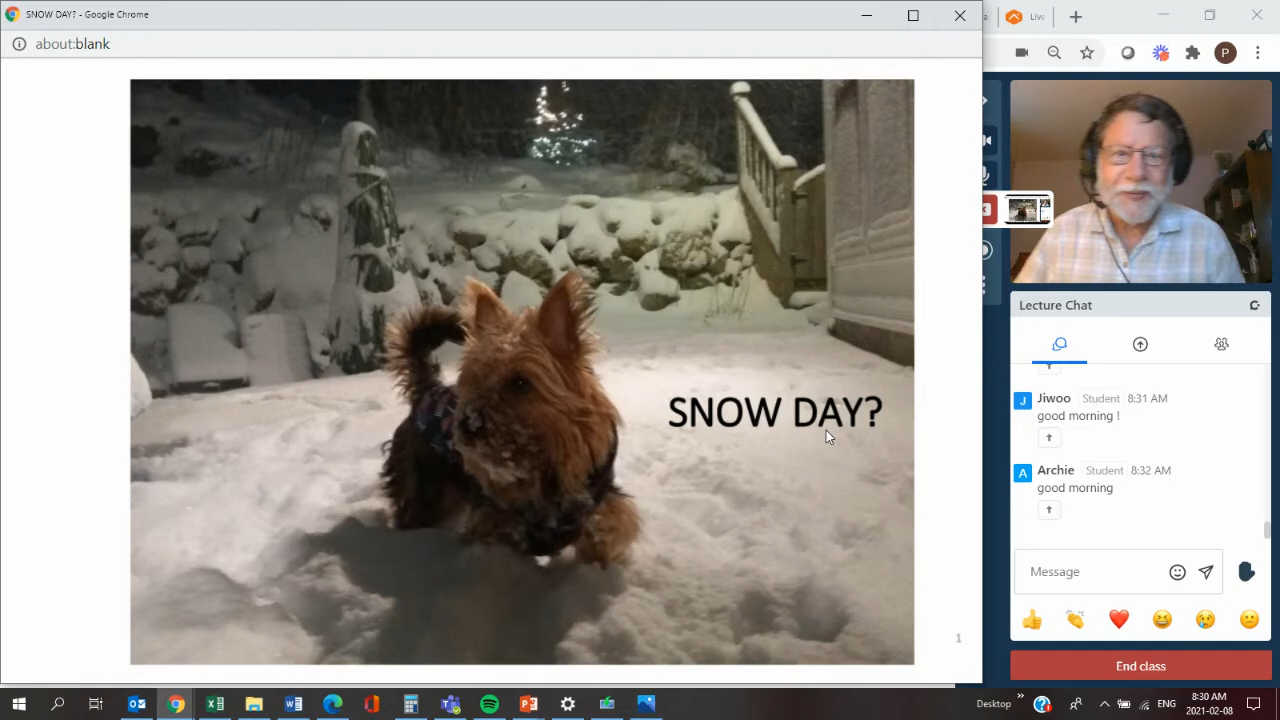 SNOW DAY? - Google Chrome
about:blank
SNOW DAY?
1
Live
P
Lecture Chat
J
Jiwoo Student 8:31 AM
good morning !
A
Archie Student 8:32 AM
good morning
Message
End class
Desktop
ENG
8:30 AM
2021-02-08